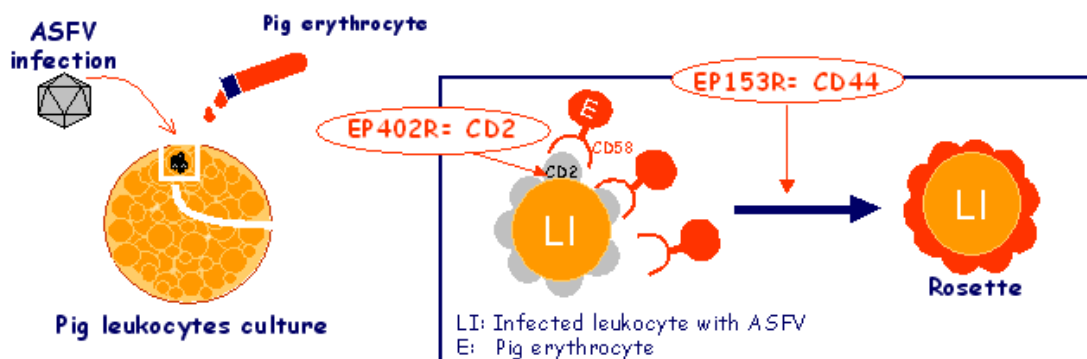 ASFV
infection
Pig erythrocyte
Pig leukocytes culture
EP402R= CD2
EP153R= CD44
E
CD58
CD2
LI
LI
Rosette
LI: Infected leukocyte with ASFV
E: Pig erythrocyte